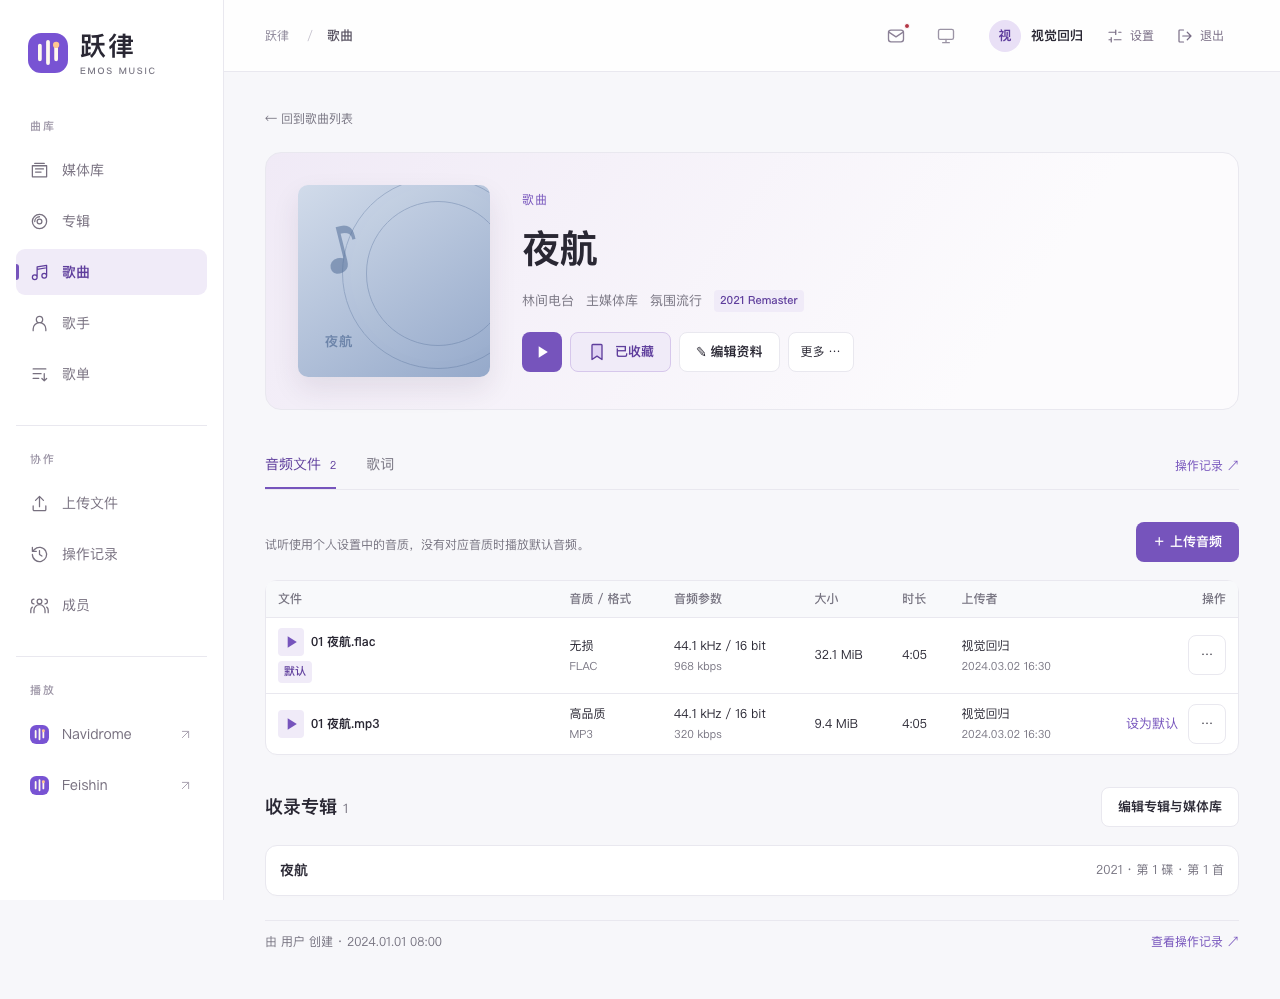 跃律
EMOS MUSIC
曲库
媒体库
专辑
歌曲
歌手
歌单
协作
上传文件
操作记录
成员
播放
Navidrome ↗
Feishin ↗
跃律 / 歌曲
视 视觉回归 设置 退出
← 回到歌曲列表
夜航
歌曲
夜航
林间电台 主媒体库 氛围流行 2021 Remaster
已收藏 ✎ 编辑资料 更多 ···
音频文件 2 歌词 操作记录 ↗
试听使用个人设置中的音质，没有对应音质时播放默认音频。 + 上传音频
文件 音质 / 格式 音频参数 大小 时长 上传者 操作
01 夜航.flac 无损 44.1 kHz / 16 bit 32.1 MiB 4:05 视觉回归 ···
默认 FLAC 968 kbps 2024.03.02 16:30
01 夜航.mp3 高品质 44.1 kHz / 16 bit 9.4 MiB 4:05 视觉回归 设为默认 ···
MP3 320 kbps 2024.03.02 16:30
收录专辑 1 编辑专辑与媒体库
夜航 2021 · 第 1 碟 · 第 1 首
由 用户 创建 · 2024.01.01 08:00 查看操作记录 ↗